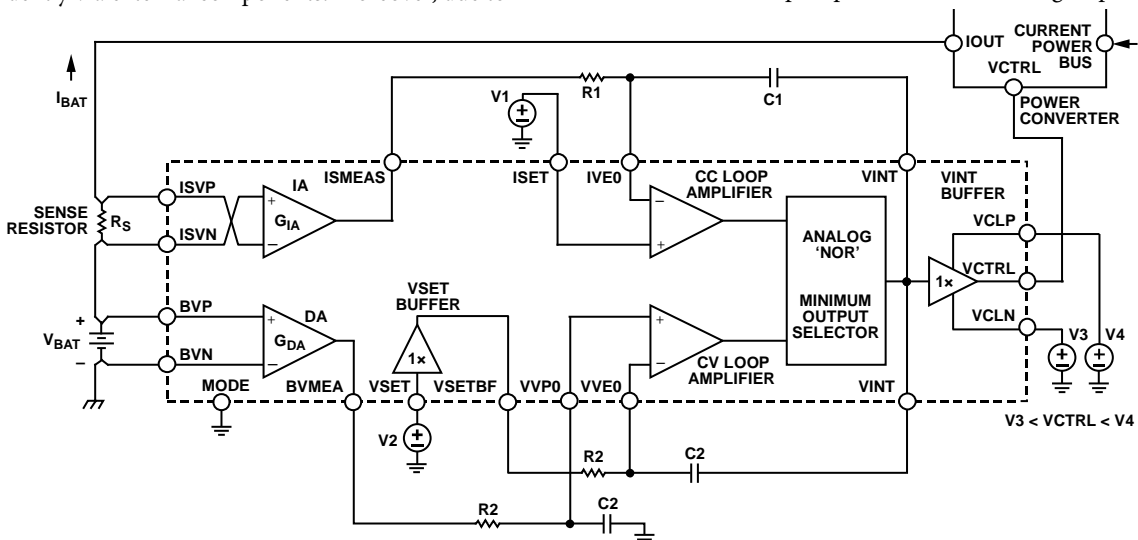 IOUT
CURRENT
POWER
BUS
VCTRL
POWER
CONVERTER
IBAT
R1
C1
V1
ISMEAS
ISET
IVE0
VINT
VINT
BUFFER
ISVP
IA
CC LOOP
AMPLIFIER
SENSE
RESISTOR
RS
GIA
ISVN
ANALOG
'NOR'
MINIMUM
OUTPUT
SELECTOR
VCLP
VCTRL
1×
VCLN
BVP
DA
VSET
BUFFER
VBAT
GDA
BVN
1×
CV LOOP
AMPLIFIER
V3
V4
MODE
BVMEA
VSET
VSETBF
VVP0
VVE0
VINT
V3 < VCTRL < V4
V2
R2
C2
R2
C2